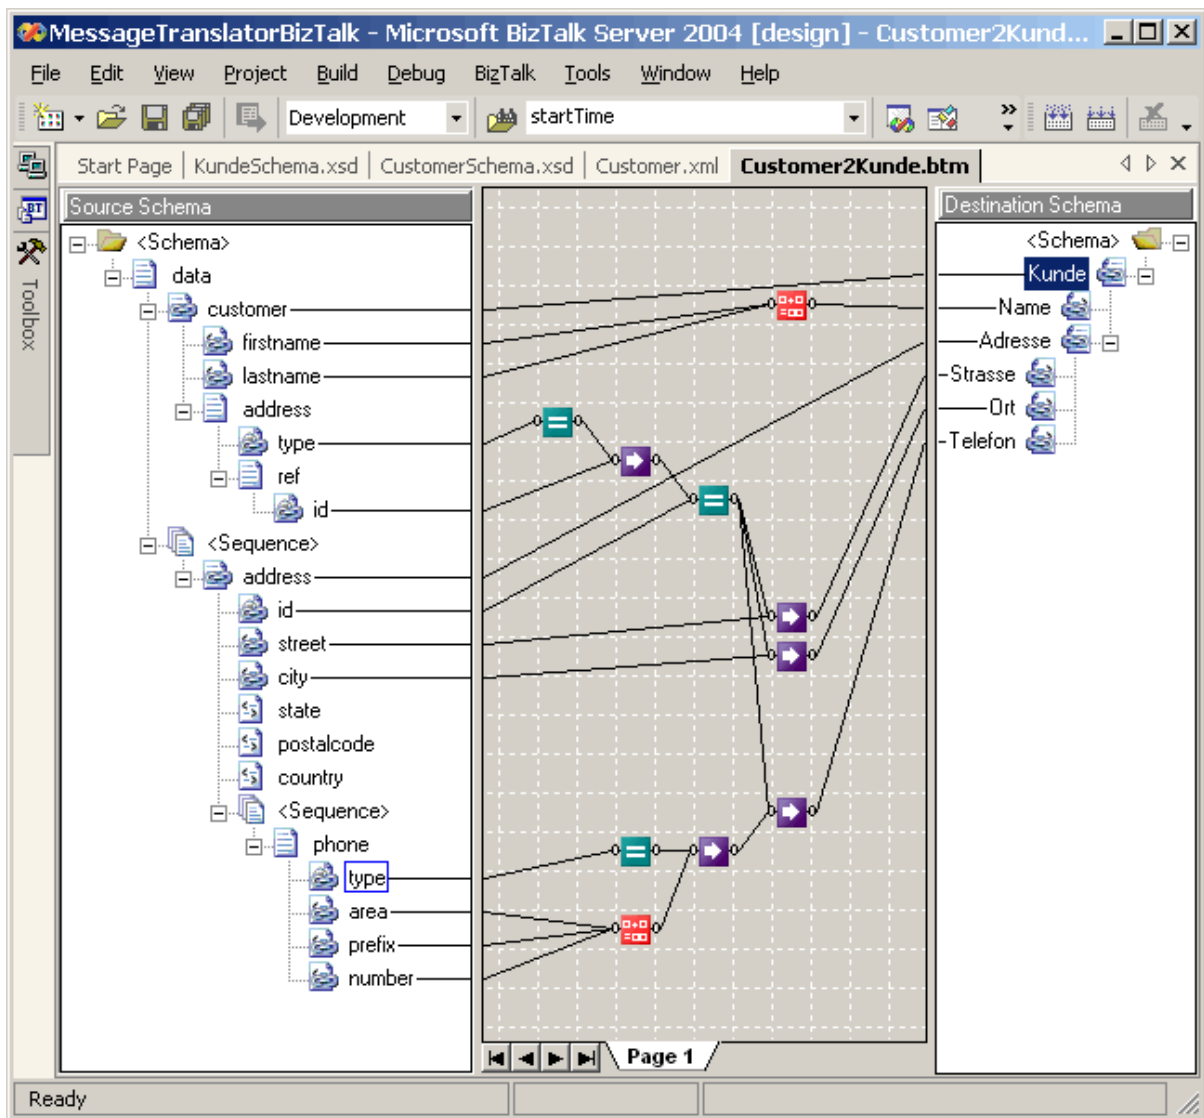 MessageTranslatorBizTalk - Microsoft BizTalk Server 2004 [design] - Customer2Kund...
File Edit View Project Build Debug BizTalk Tools Window Help
Development startTime
Start Page KundeSchema.xsd CustomerSchema.xsd Customer.xml Customer2Kunde.btm
Toolbox
Source Schema
<Schema>
data
customer
firstname
lastname
address
type
ref
id
<Sequence>
address
id
street
city
state
postalcode
country
<Sequence>
phone
type
area
prefix
number
Destination Schema
<Schema>
Kunde
Name
Adresse
Strasse
Ort
Telefon
Page 1
Ready